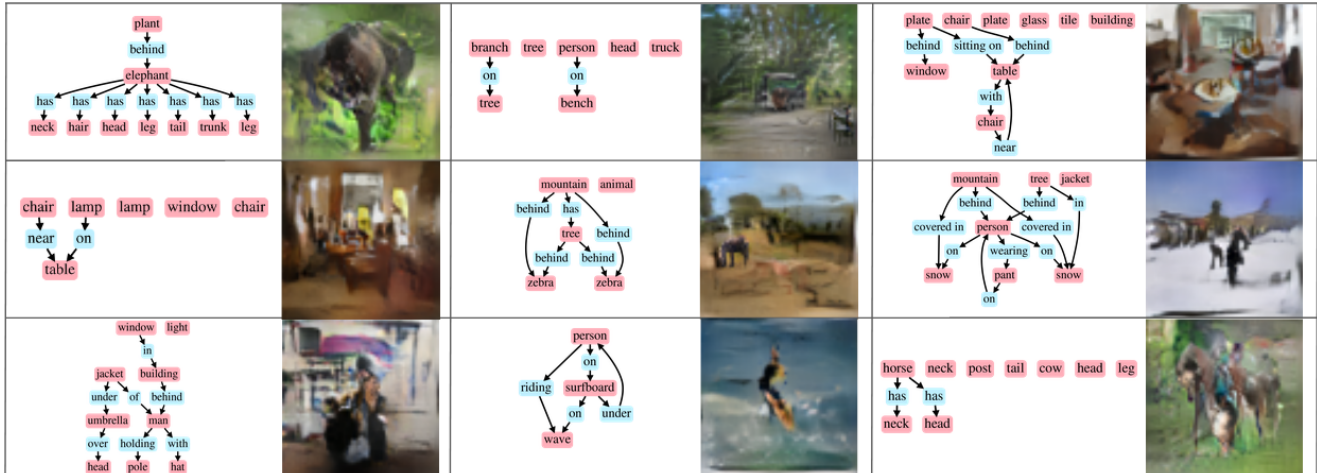 plant
behind
elephant
has has has has has has has
neck hair head leg tail trunk leg
branch tree person head truck
on on
tree bench
plate chair plate glass tile building
behind sitting on behind
window table
with
chair
near
chair lamp lamp window chair
near on
table
mountain animal
behind has
behind
tree
behind behind
zebra zebra
mountain tree jacket
behind behind in
covered in person covered in
on wearing on
snow pant snow
on
window light
in
jacket building
under of behind
umbrella man
over holding with
head pole hat
person
on
riding surfboard
on under
wave
horse neck post tail cow head leg
has has
neck head